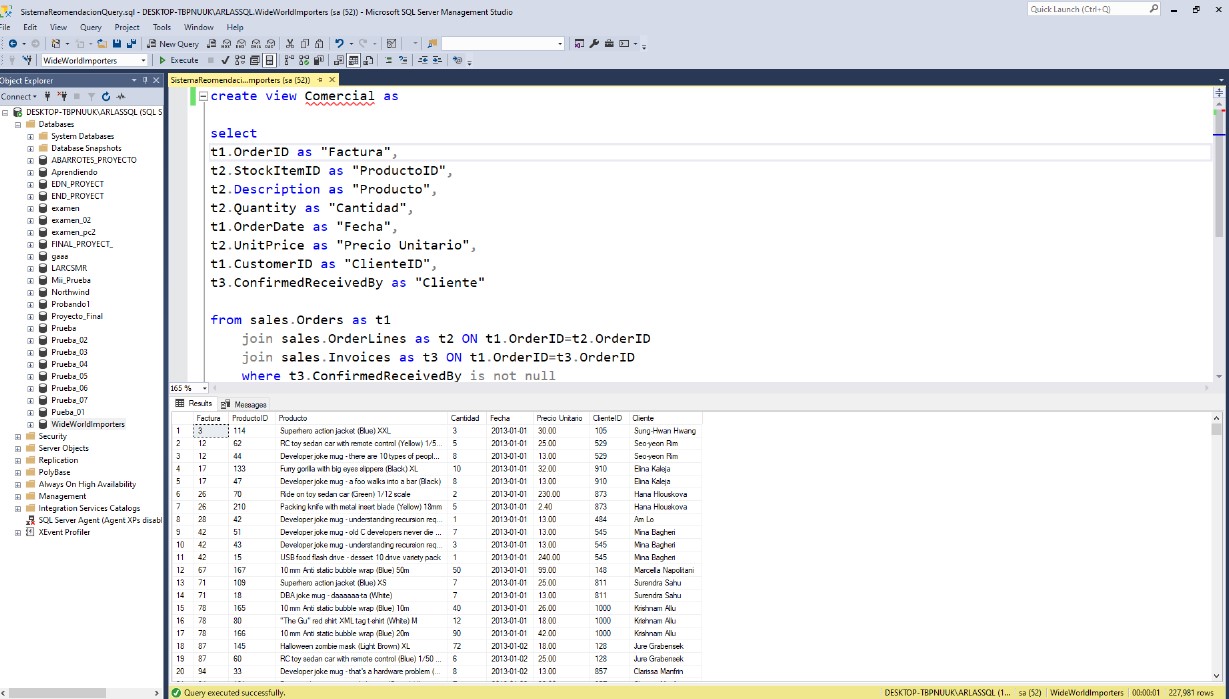 SistemaReomendacionQuery.sql - DESKTOP-TBPNUUK\ARLASSQL.WideWorldImporters (sa (52)) - Microsoft SQL Server Management Studio
Quick Launch (Ctrl+Q)
File Edit View Query Project Tools Window Help
New Query
WideWorldImporters Execute
Object Explorer
SistemaReomendaci...mporters (sa (52))
Connect
DESKTOP-TBPNUUK\ARLASSQL (SQL S
Databases
System Databases
Database Snapshots
ABARROTES_PROYECTO
Aprendiendo
EDN_PROYECT
END_PROYECT
examen
examen_02
examen_pc2
FINAL_PROYECT_
gaaa
LARCSMR
Mii_Prueba
Northwind
Probando1
Proyecto_Final
Prueba
Prueba_02
Prueba_03
Prueba_04
Prueba_05
Prueba_06
Prueba_07
Pueba_01
WideWorldImporters
Security
Server Objects
Replication
PolyBase
Always On High Availability
Management
Integration Services Catalogs
SQL Server Agent (Agent XPs disabl
XEvent Profiler
create view Comercial as
select
t1.OrderID as "Factura",
t2.StockItemID as "ProductoID",
t2.Description as "Producto",
t2.Quantity as "Cantidad",
t1.OrderDate as "Fecha",
t2.UnitPrice as "Precio Unitario",
t1.CustomerID as "ClienteID",
t3.ConfirmedReceivedBy as "Cliente"
from sales.Orders as t1
join sales.OrderLines as t2 ON t1.OrderID=t2.OrderID
join sales.Invoices as t3 ON t1.OrderID=t3.OrderID
where t3.ConfirmedReceivedBy is not null
165 %
Results Messages
Factura ProductoID Producto Cantidad Fecha Precio Unitario ClienteID Cliente
1 3 114 Superhero action jacket (Blue) XXL 3 2013-01-01 30.00 105 Sung-Hwan Hwang
2 12 62 RC toy sedan car with remote control (Yellow) 1/5... 5 2013-01-01 25.00 529 Seo-yeon Rim
3 12 44 Developer joke mug - there are 10 types of peopl... 8 2013-01-01 13.00 529 Seo-yeon Rim
4 17 133 Furry gorilla with big eyes slippers (Black) XL 10 2013-01-01 32.00 910 Elina Kaleja
5 17 47 Developer joke mug - a foo walks into a bar (Black) 8 2013-01-01 13.00 910 Elina Kaleja
6 26 70 Ride on toy sedan car (Green) 1/12 scale 2 2013-01-01 230.00 873 Hana Hlouskova
7 26 210 Packing knife with metal insert blade (Yellow) 18mm 5 2013-01-01 2.40 873 Hana Hlouskova
8 28 42 Developer joke mug - understanding recursion req... 1 2013-01-01 13.00 484 Am Lo
9 42 51 Developer joke mug - old C developers never die ... 7 2013-01-01 13.00 545 Mina Bagheri
10 42 43 Developer joke mug - understanding recursion req... 3 2013-01-01 13.00 545 Mina Bagheri
11 42 15 USB food flash drive - dessert 10 drive variety pack 1 2013-01-01 240.00 545 Mina Bagheri
12 67 167 10 mm Anti static bubble wrap (Blue) 50m 50 2013-01-01 99.00 148 Marcella Napolitani
13 71 109 Superhero action jacket (Blue) XS 7 2013-01-01 25.00 811 Surendra Sahu
14 71 18 DBA joke mug - daaaaaa-ta (White) 7 2013-01-01 13.00 811 Surendra Sahu
15 78 165 10 mm Anti static bubble wrap (Blue) 10m 40 2013-01-01 26.00 1000 Krishnam Allu
16 78 80 "The Gu" red shirt XML tag t-shirt (White) M 12 2013-01-01 18.00 1000 Krishnam Allu
17 78 166 10 mm Anti static bubble wrap (Blue) 20m 90 2013-01-01 42.00 1000 Krishnam Allu
18 87 145 Halloween zombie mask (Light Brown) XL 72 2013-01-02 18.00 128 Jure Grabensek
19 87 60 RC toy sedan car with remote control (Blue) 1/50 ... 6 2013-01-02 25.00 128 Jure Grabensek
20 94 33 Developer joke mug - that's a hardware problem (... 8 2013-01-02 13.00 857 Clarissa Manfrin
Query executed successfully. DESKTOP-TBPNUUK\ARLASSQL (1... sa (52) WideWorldImporters 00:00:01 227,981 rows